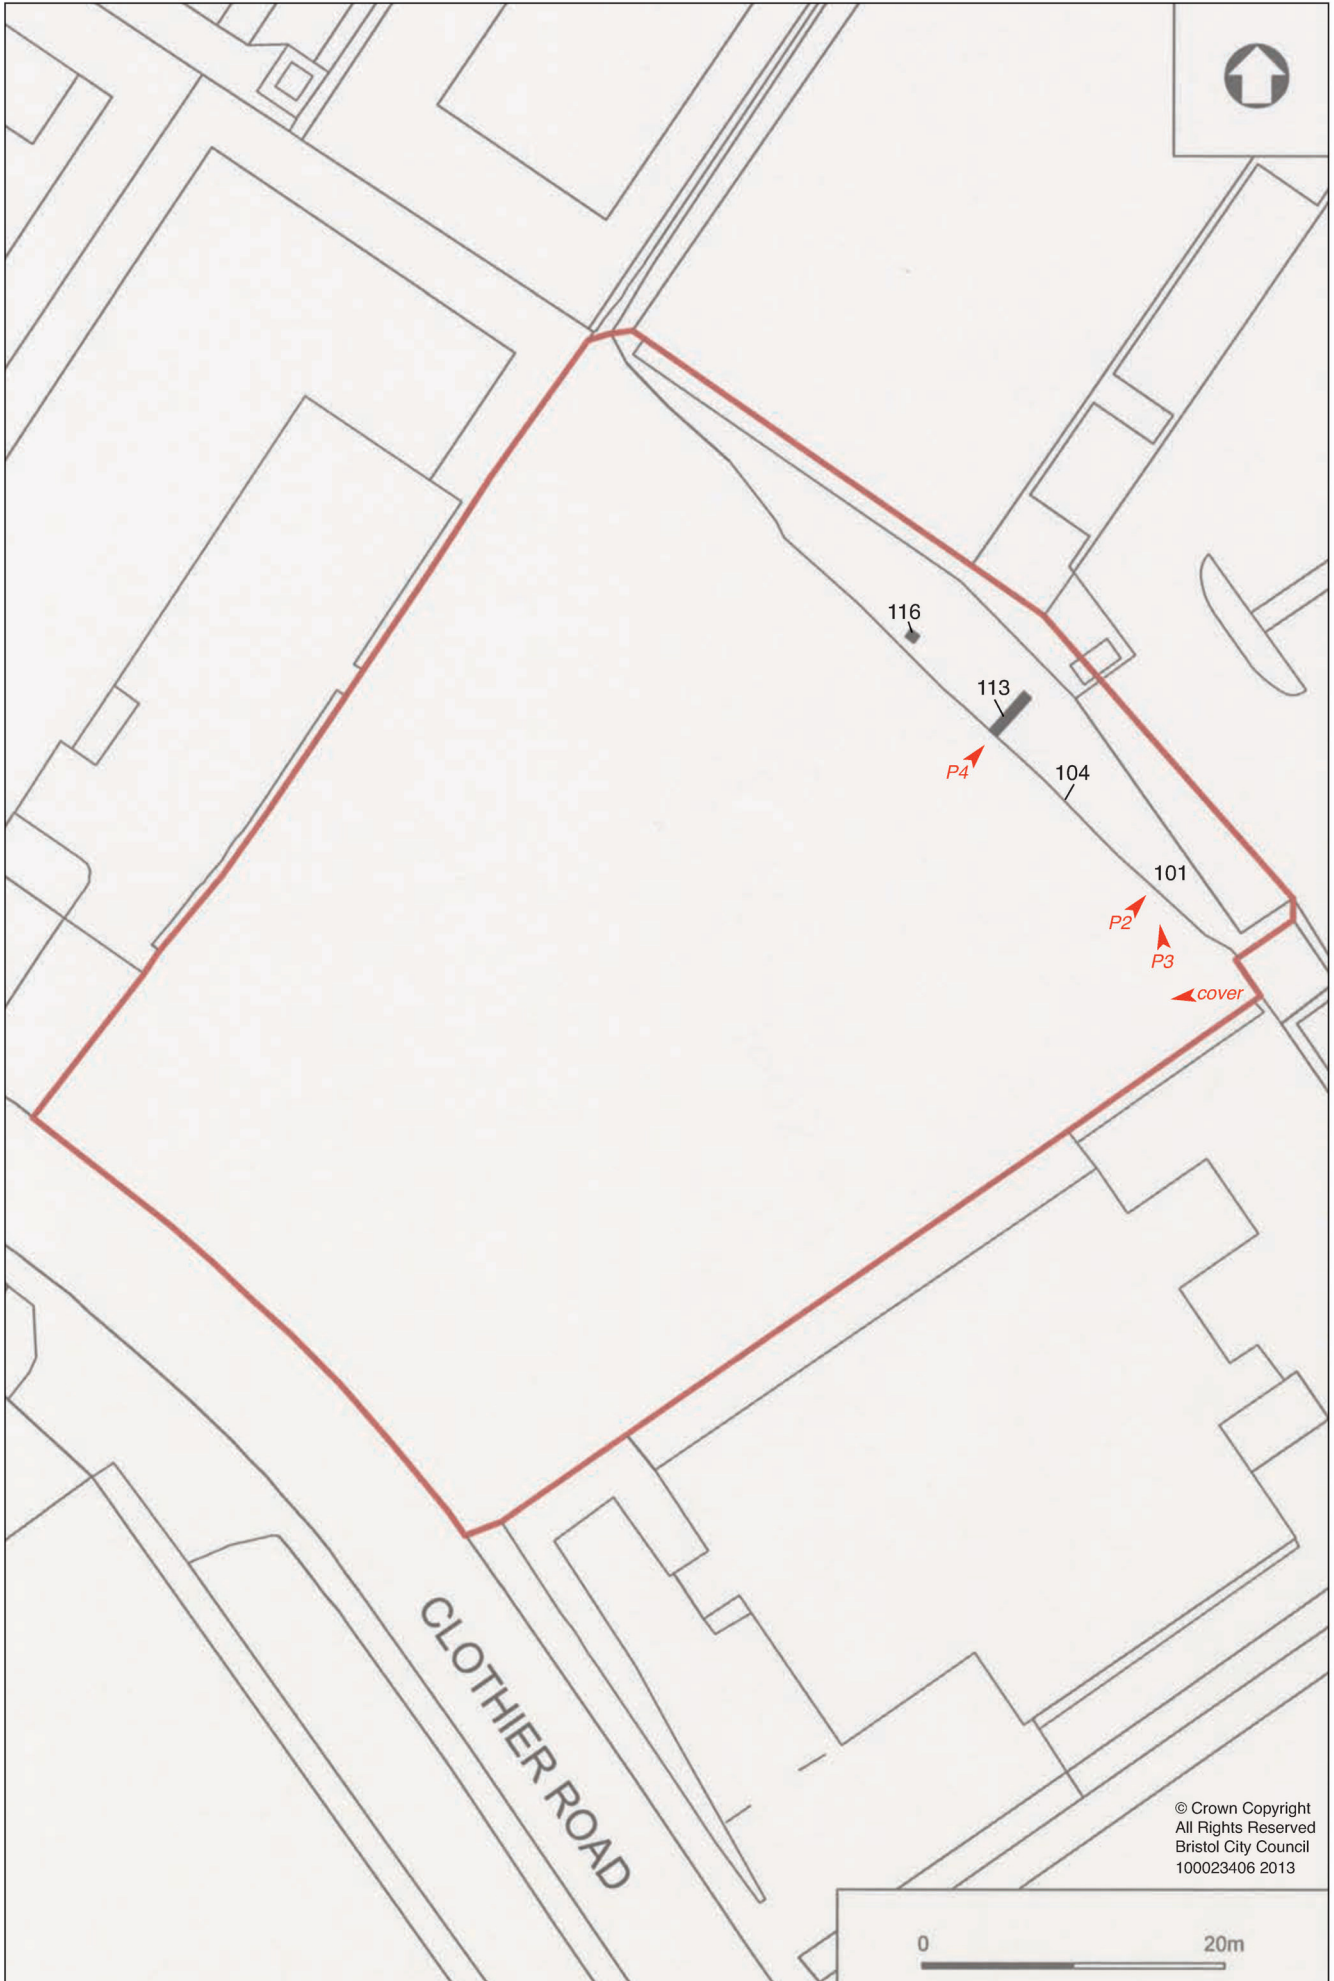 116
113
P4
104
101
P2
P3
cover
CLOTHIER ROAD
© Crown Copyright
All Rights Reserved
Bristol City Council
100023406 2013
0 20m